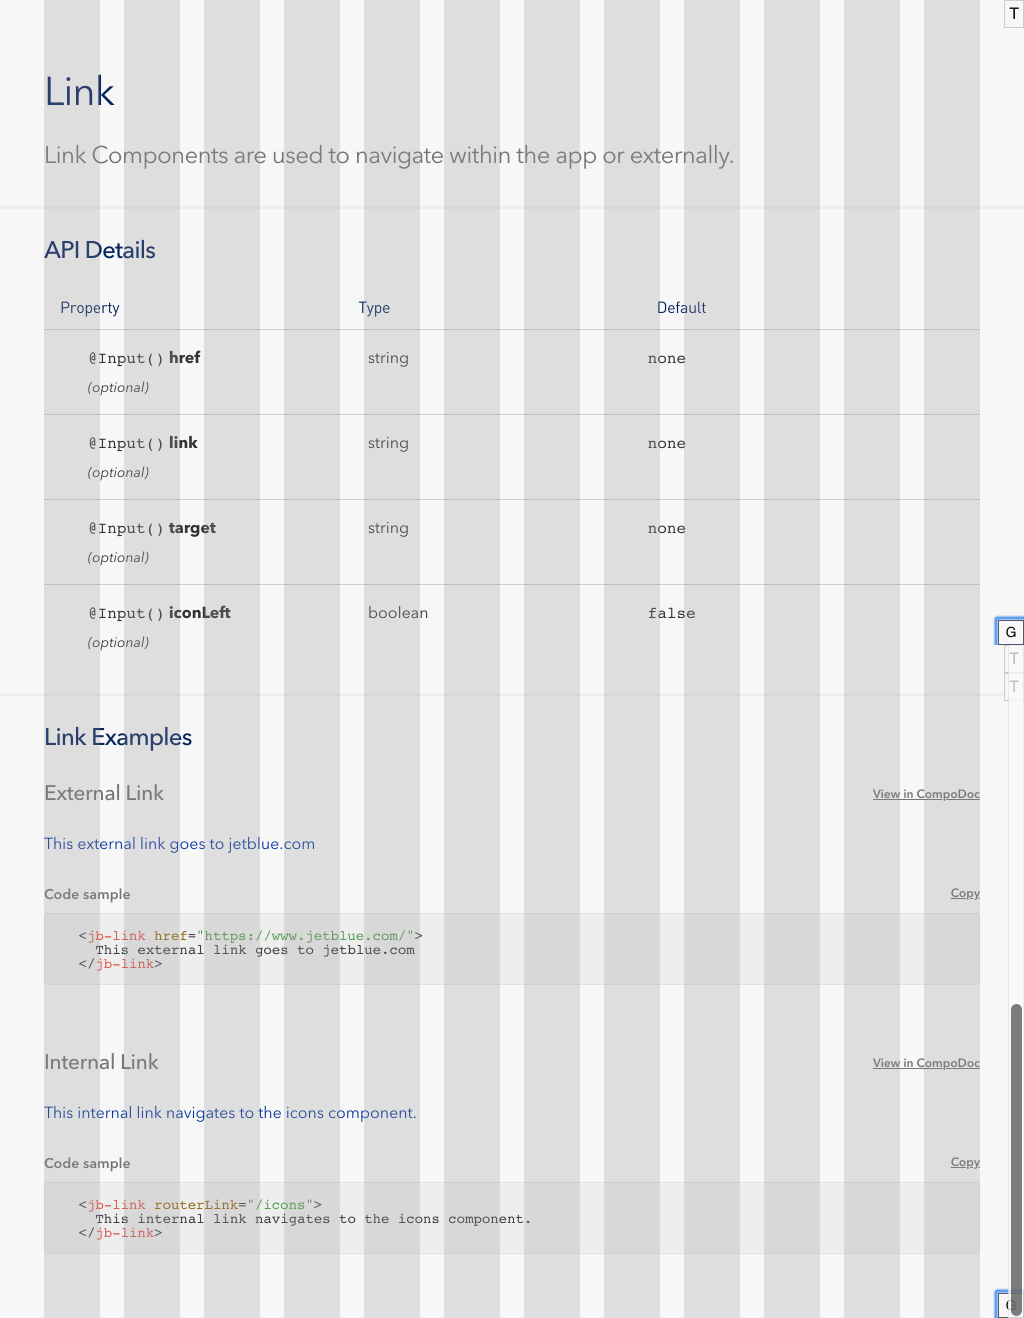 T
Link
Link Components are used to navigate within the app or externally.
API Details
Property Type Default
@Input() href string none
(optional)
@Input() link string none
(optional)
@Input() target string none
(optional)
@Input() iconLeft boolean false
(optional)
G
T
T
Link Examples
External Link View in CompoDoc
This external link goes to jetblue.com
Code sample Copy
<jb-link href="https://www.jetblue.com/">
This external link goes to jetblue.com
</jb-link>
Internal Link View in CompoDoc
This internal link navigates to the icons component.
Code sample Copy
<jb-link routerLink="/icons">
This internal link navigates to the icons component.
</jb-link>
G